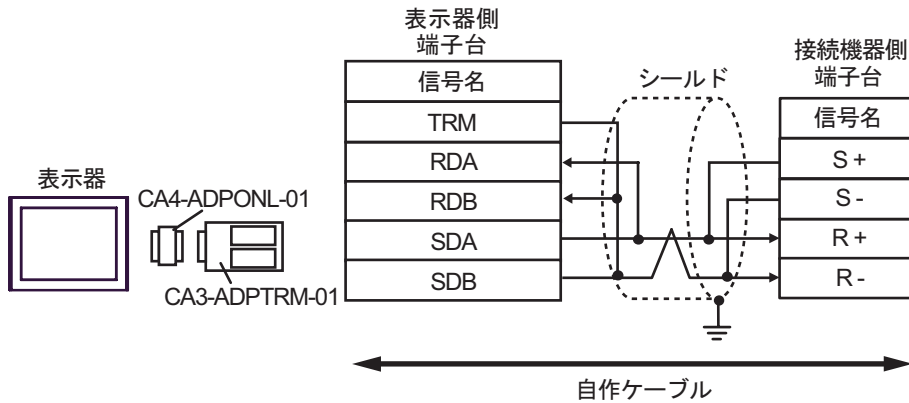 表示器
CA4-ADPONL-01
CA3-ADPTRM-01
表示器側
端子台
信号名
TRM
RDA
RDB
SDA
SDB
シールド
接続機器側
端子台
信号名
S +
S -
R +
R -
自作ケーブル